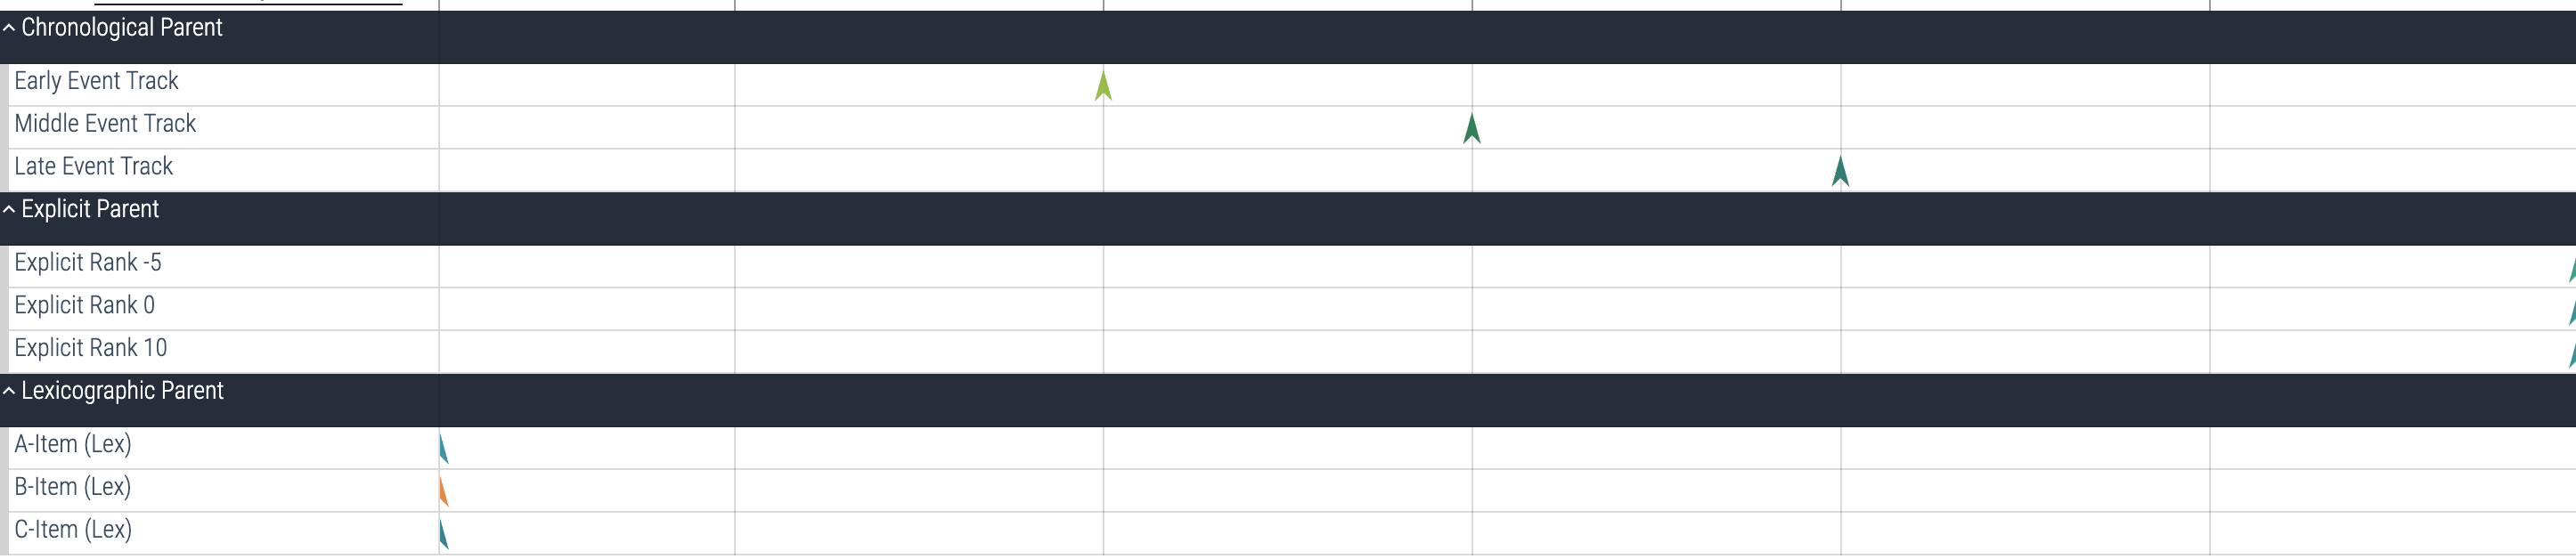 Chronological Parent
Early Event Track
Middle Event Track
Late Event Track
Explicit Parent
Explicit Rank -5
Explicit Rank 0
Explicit Rank 10
Lexicographic Parent
A-Item (Lex)
B-Item (Lex)
C-Item (Lex)